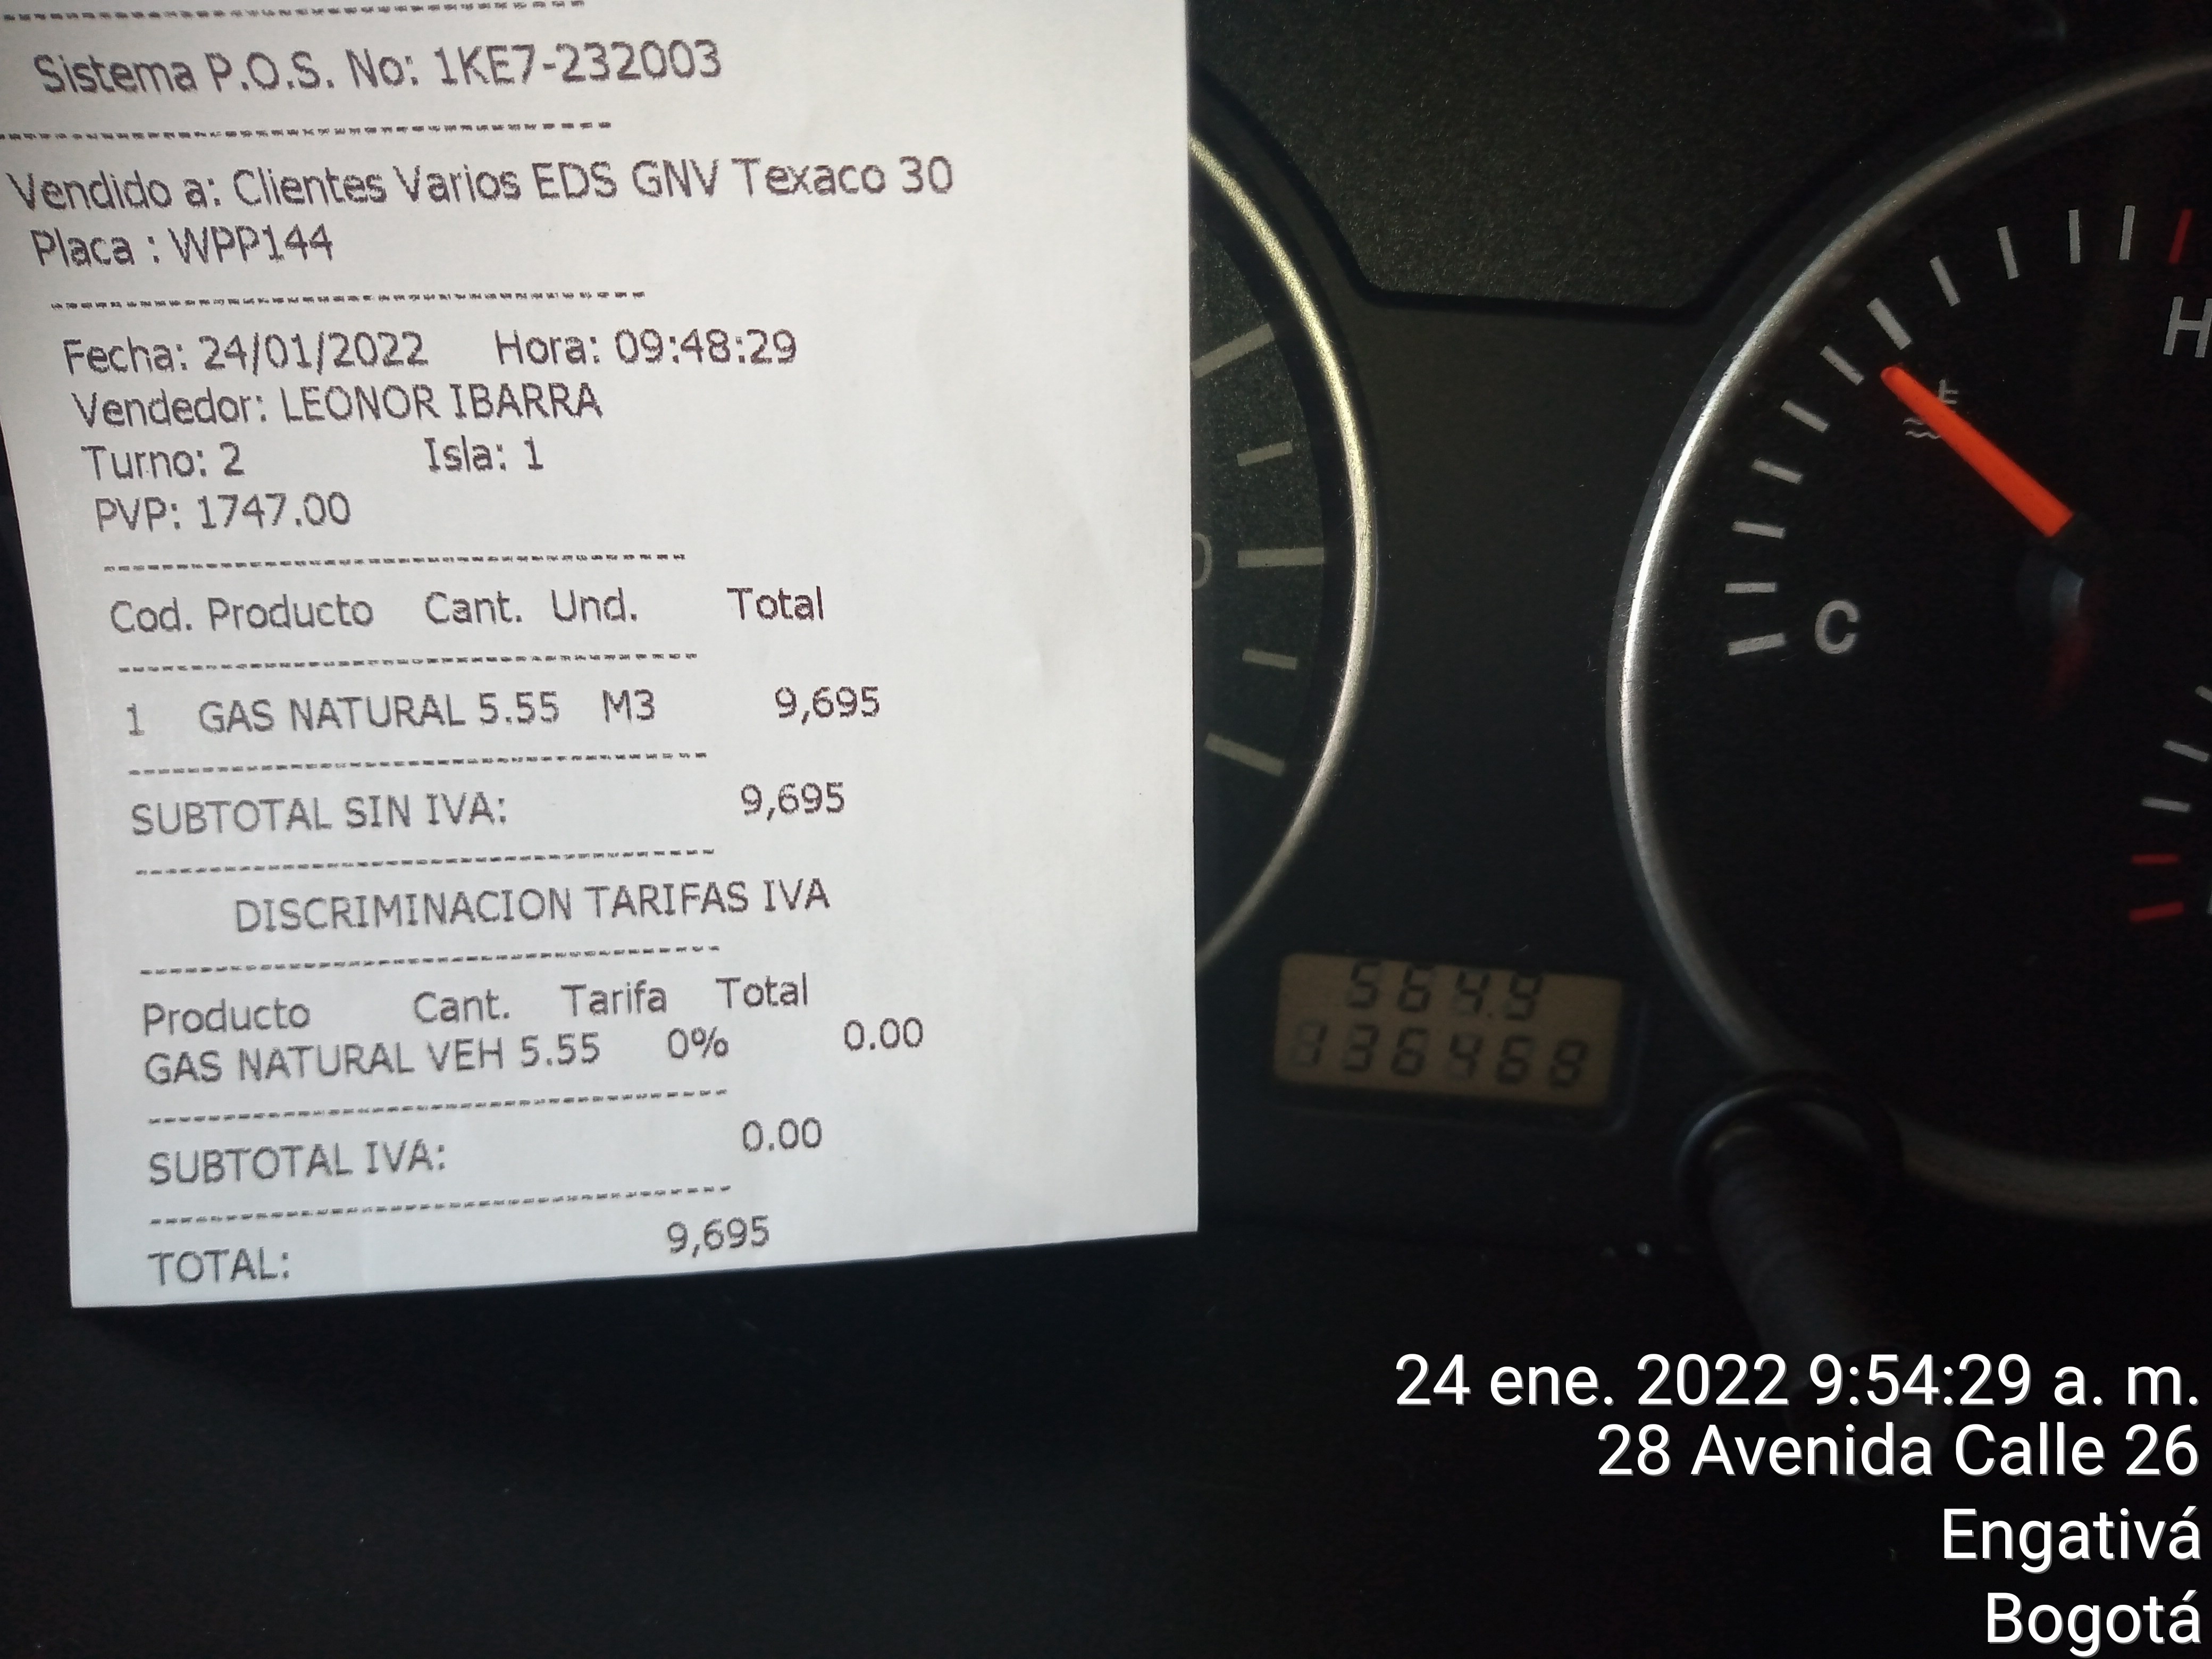 Sistema P.O.S. No: 1KE7-232003
Vendido a: Clientes Varios EDS GNV Texaco 30
Placa : WPP144
Fecha: 24/01/2022 Hora: 09:48:29
Vendedor: LEONOR IBARRA
Turno: 2 Isla: 1
PVP: 1747.00
Cod. Producto Cant. Und. Total
1 GAS NATURAL 5.55 M3 9,695
SUBTOTAL SIN IVA: 9,695
DISCRIMINACION TARIFAS IVA
Producto Cant. Tarifa Total
GAS NATURAL VEH 5.55 0% 0.00
SUBTOTAL IVA: 0.00
TOTAL: 9,695
H
C
564.9
136468
24 ene. 2022 9:54:29 a. m.
28 Avenida Calle 26
Engativá
Bogotá